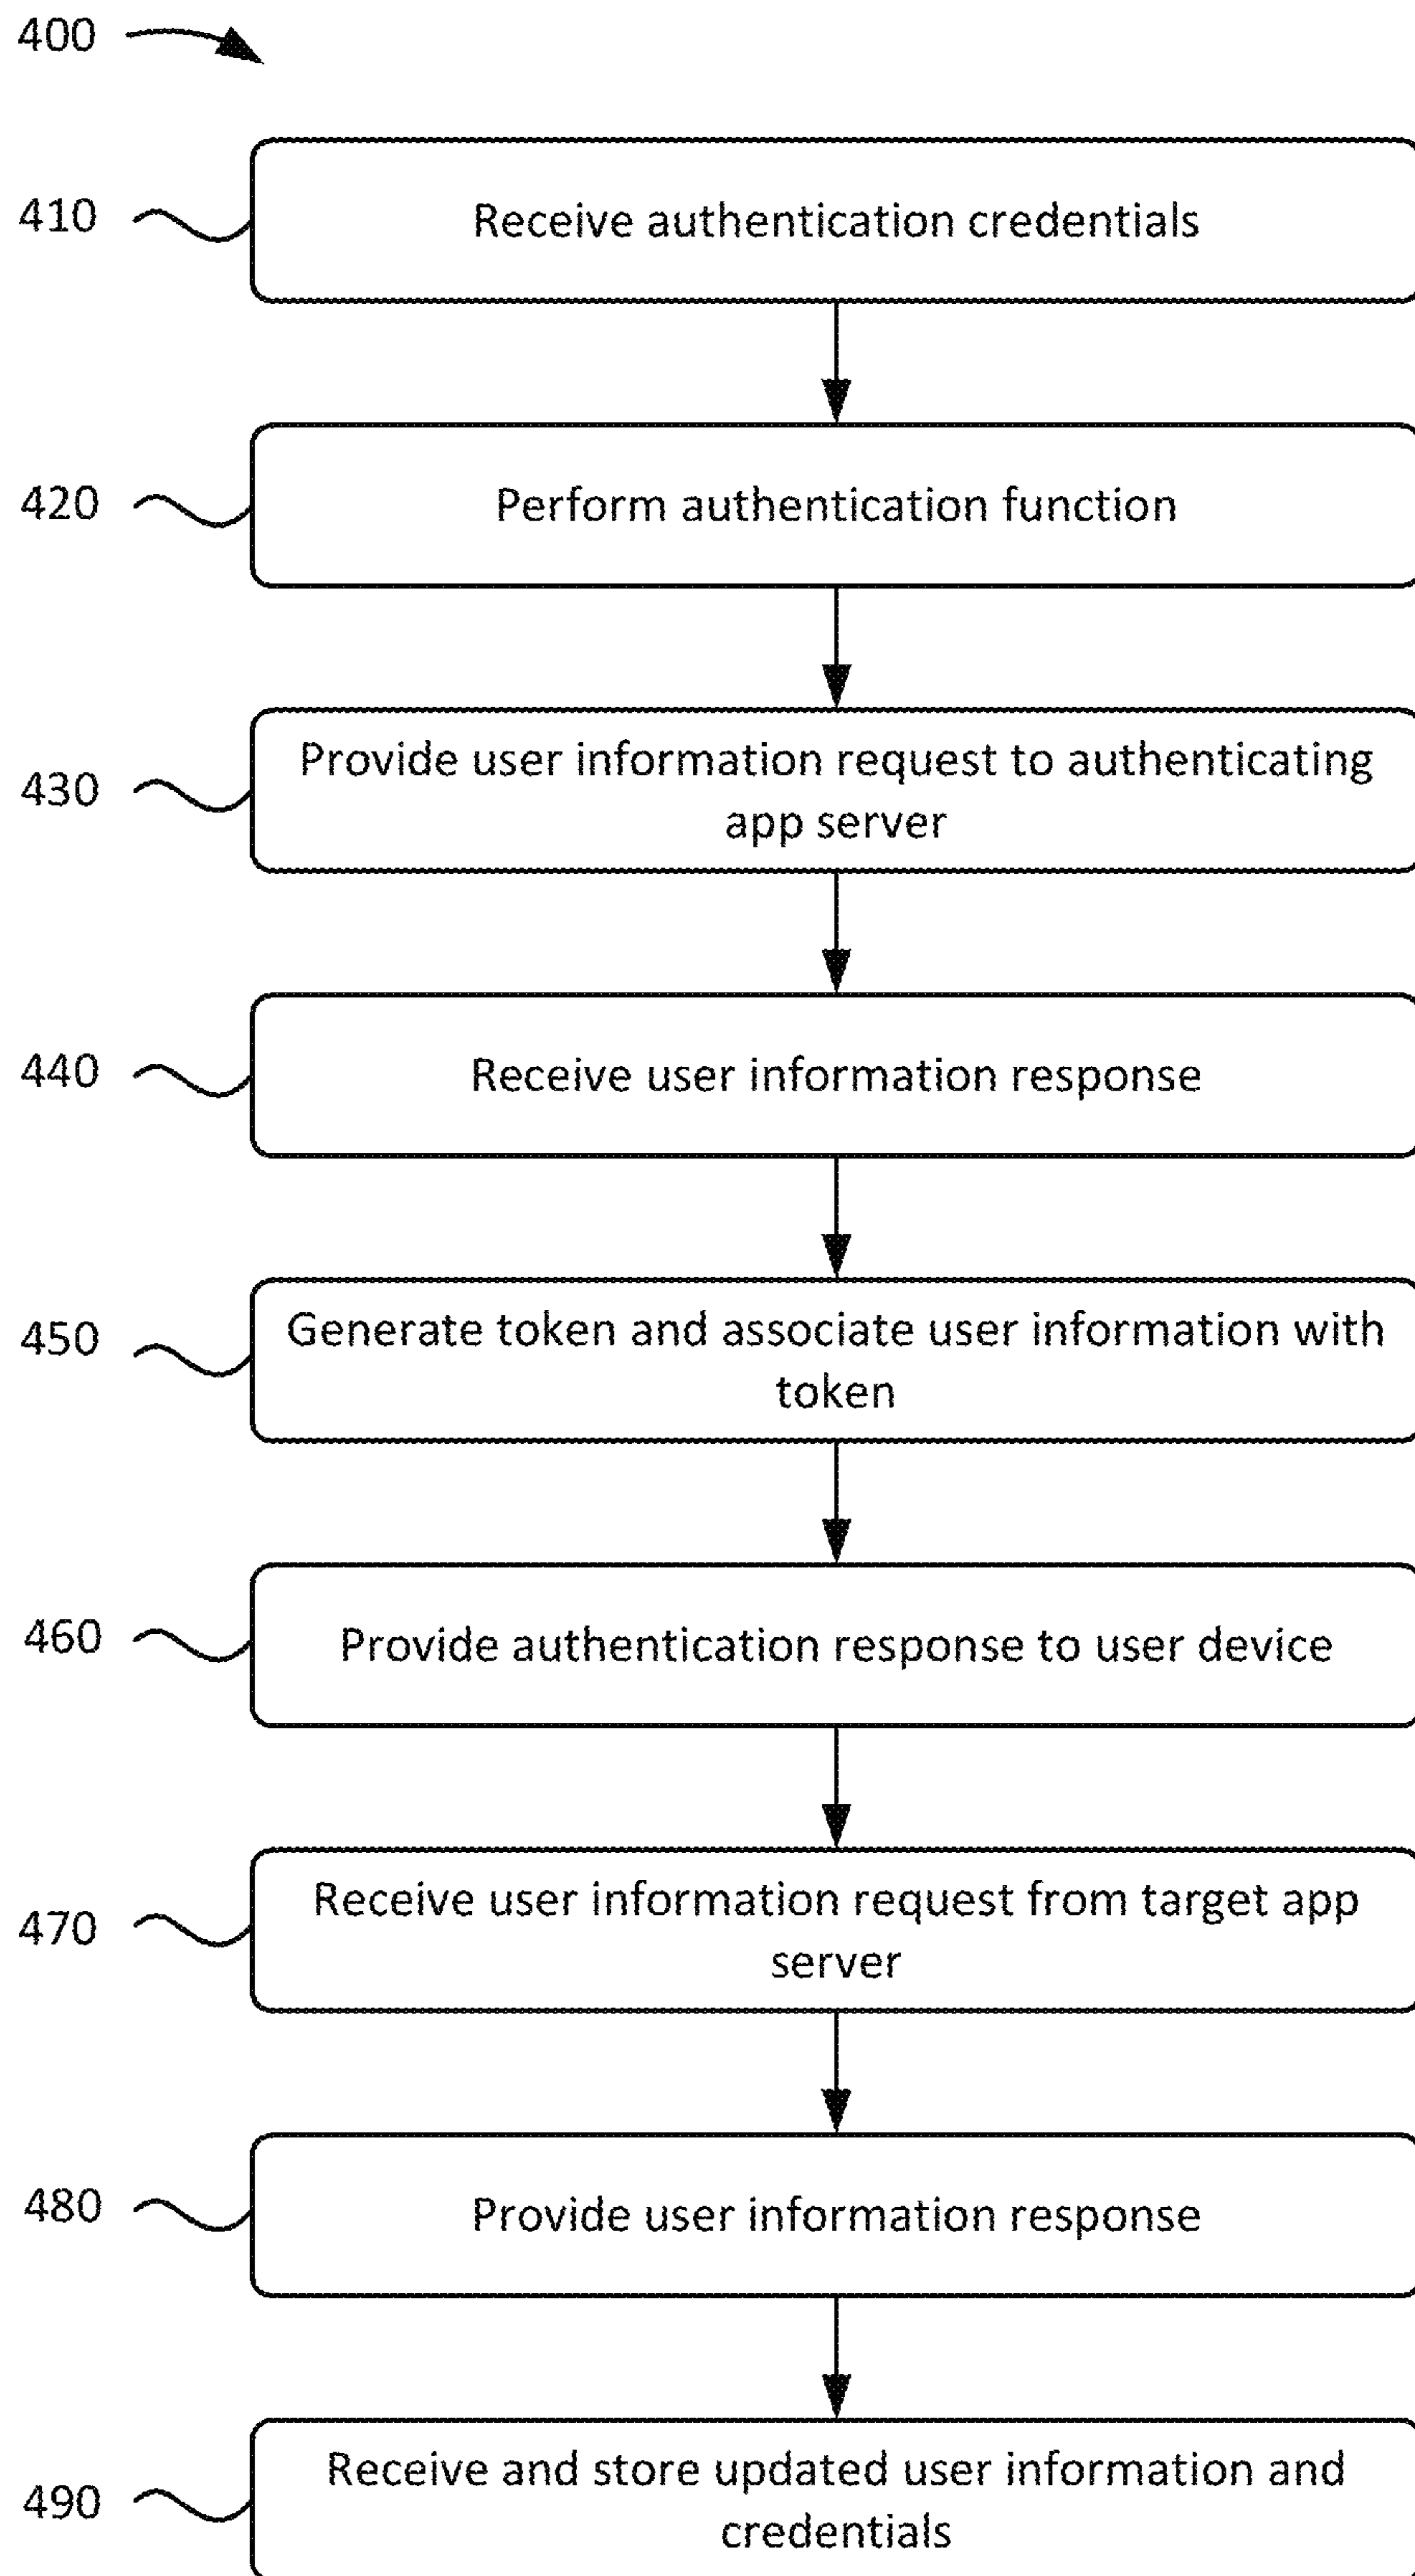 400
410
Receive authentication credentials
420
Perform authentication function
430
Provide user information request to authenticating
app server
440
Receive user information response
450
Generate token and associate user information with
token
460
Provide authentication response to user device
470
Receive user information request from target app
server
480
Provide user information response
490
Receive and store updated user information and
credentials